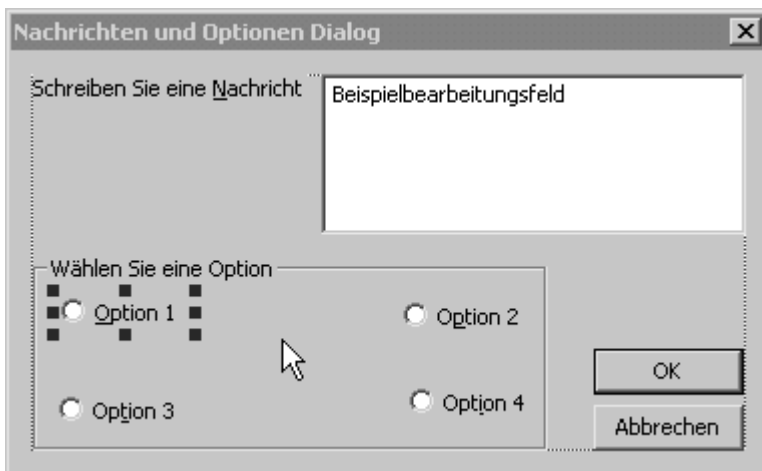 Nachrichten und Optionen Dialog
Schreiben Sie eine Nachricht
Beispielbearbeitungsfeld
Wählen Sie eine Option
Option 1
Option 2
Option 3
Option 4
OK
Abbrechen